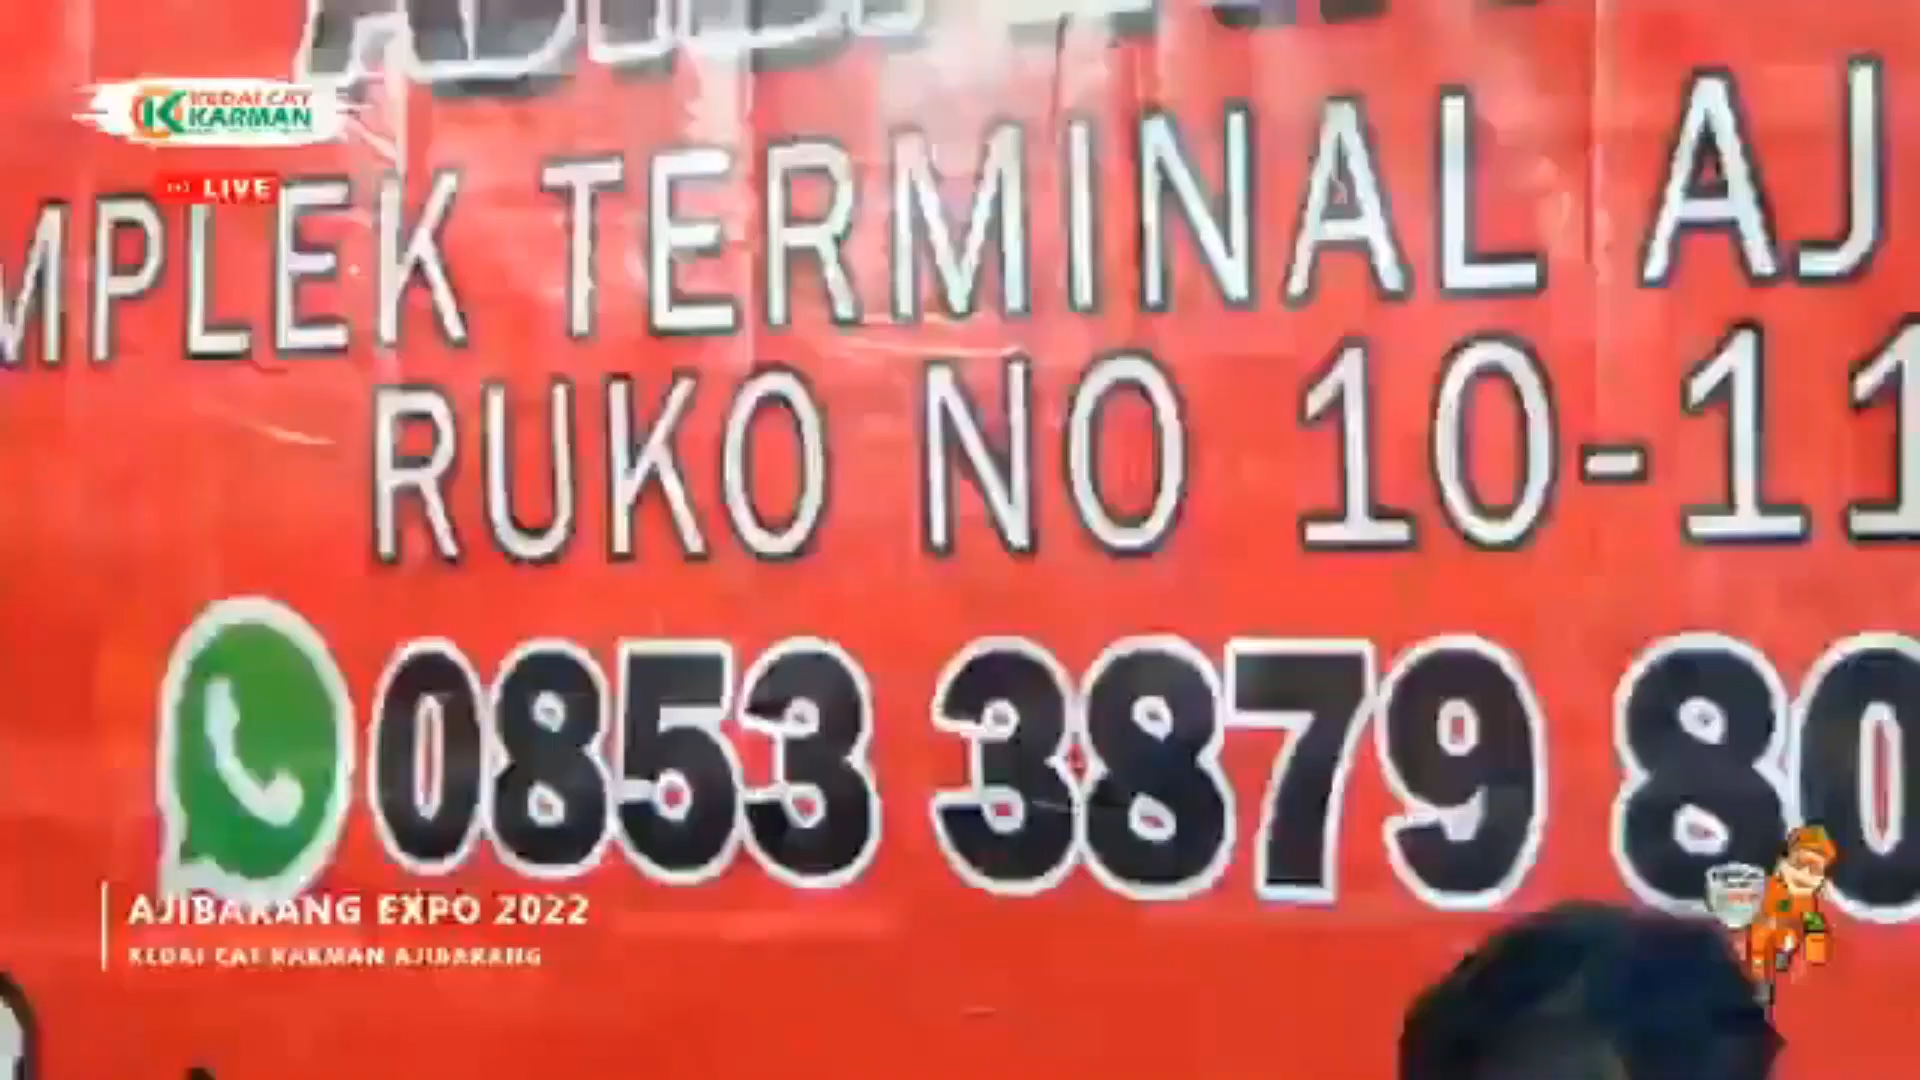 KEDAI CAT
KARMAN
LIVE
MPLEK TERMINAL AJ
RUKO NO 10-11
0853 3879 80
AJIBARANG EXPO 2022
KEDAI CAT KARMAN AJIBARANG